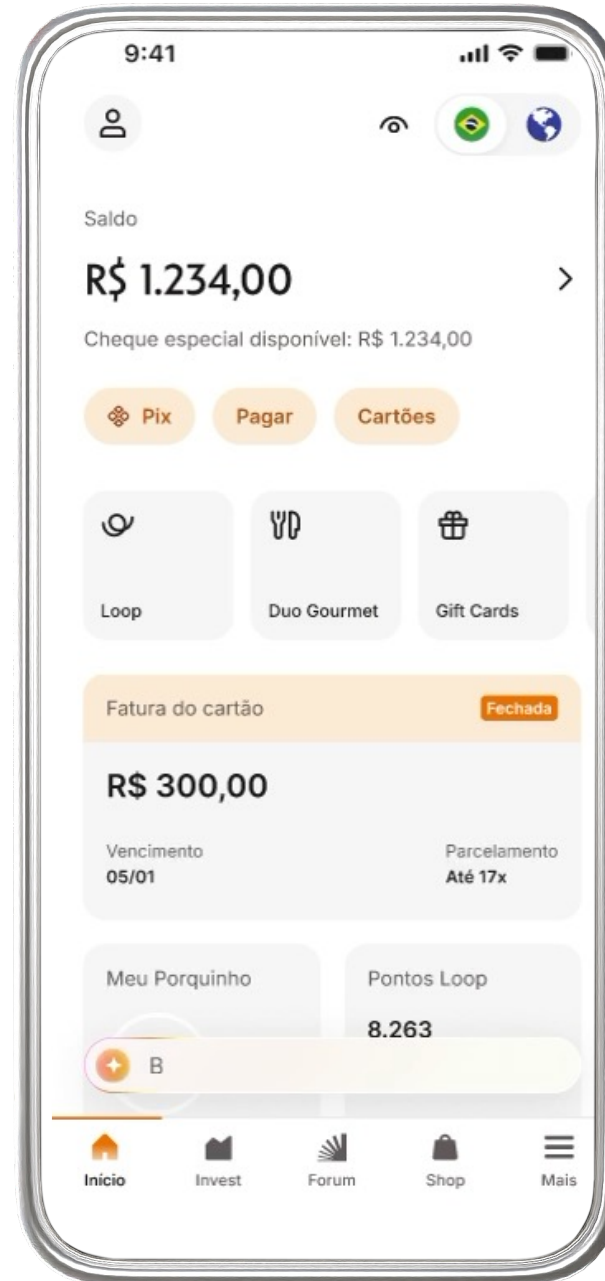 9:41
Saldo
R$ 1.234,00
Cheque especial disponível: R$ 1.234,00
Pix Pagar Cartões
Loop Duo Gourmet Gift Cards
Fatura do cartão Fechada
R$ 300,00
Vencimento Parcelamento
05/01 Até 17x
Meu Porquinho Pontos Loop
8.263
B
Início Invest Forum Shop Mais